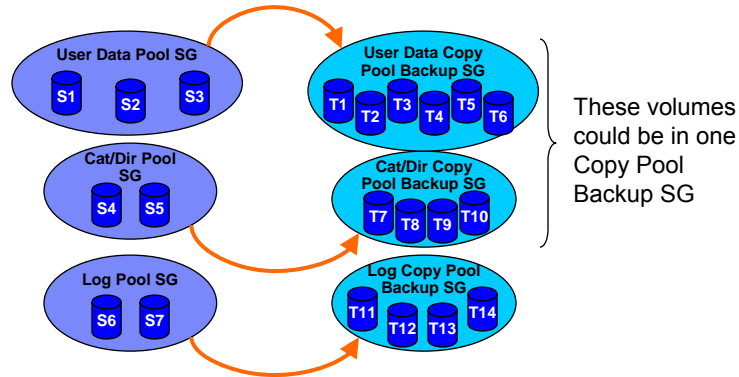 User Data Pool SG
S1
S2
S3
User Data Copy
Pool Backup SG
T1
T2
T3
T4
T5
T6
Cat/Dir Pool
SG
S4
S5
Cat/Dir Copy
Pool Backup SG
T7
T8
T9
T10
Log Pool SG
S6
S7
Log Copy Pool
Backup SG
T11
T12
T13
T14
These volumes
could be in one
Copy Pool
Backup SG